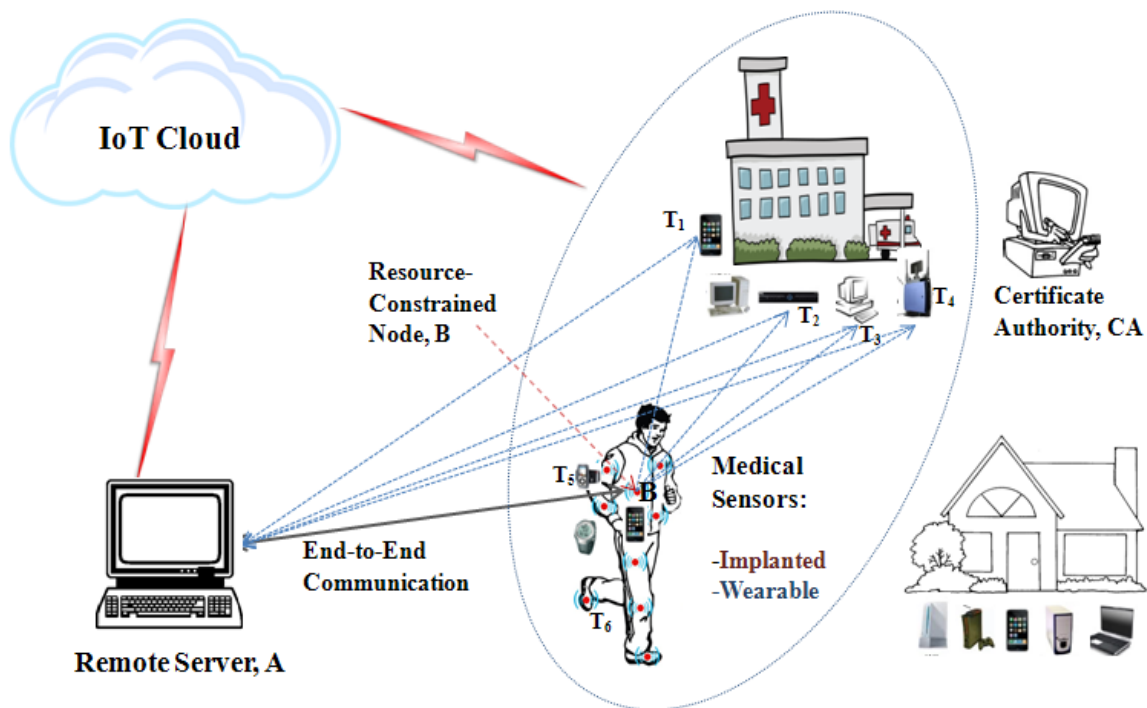 IoT Cloud
T1
Resource-
Constrained
Node, B
T2
T3
T4
Certificate
Authority, CA
T5
B
Medical
Sensors:
-Implanted
-Wearable
End-to-End
Communication
T6
Remote Server, A